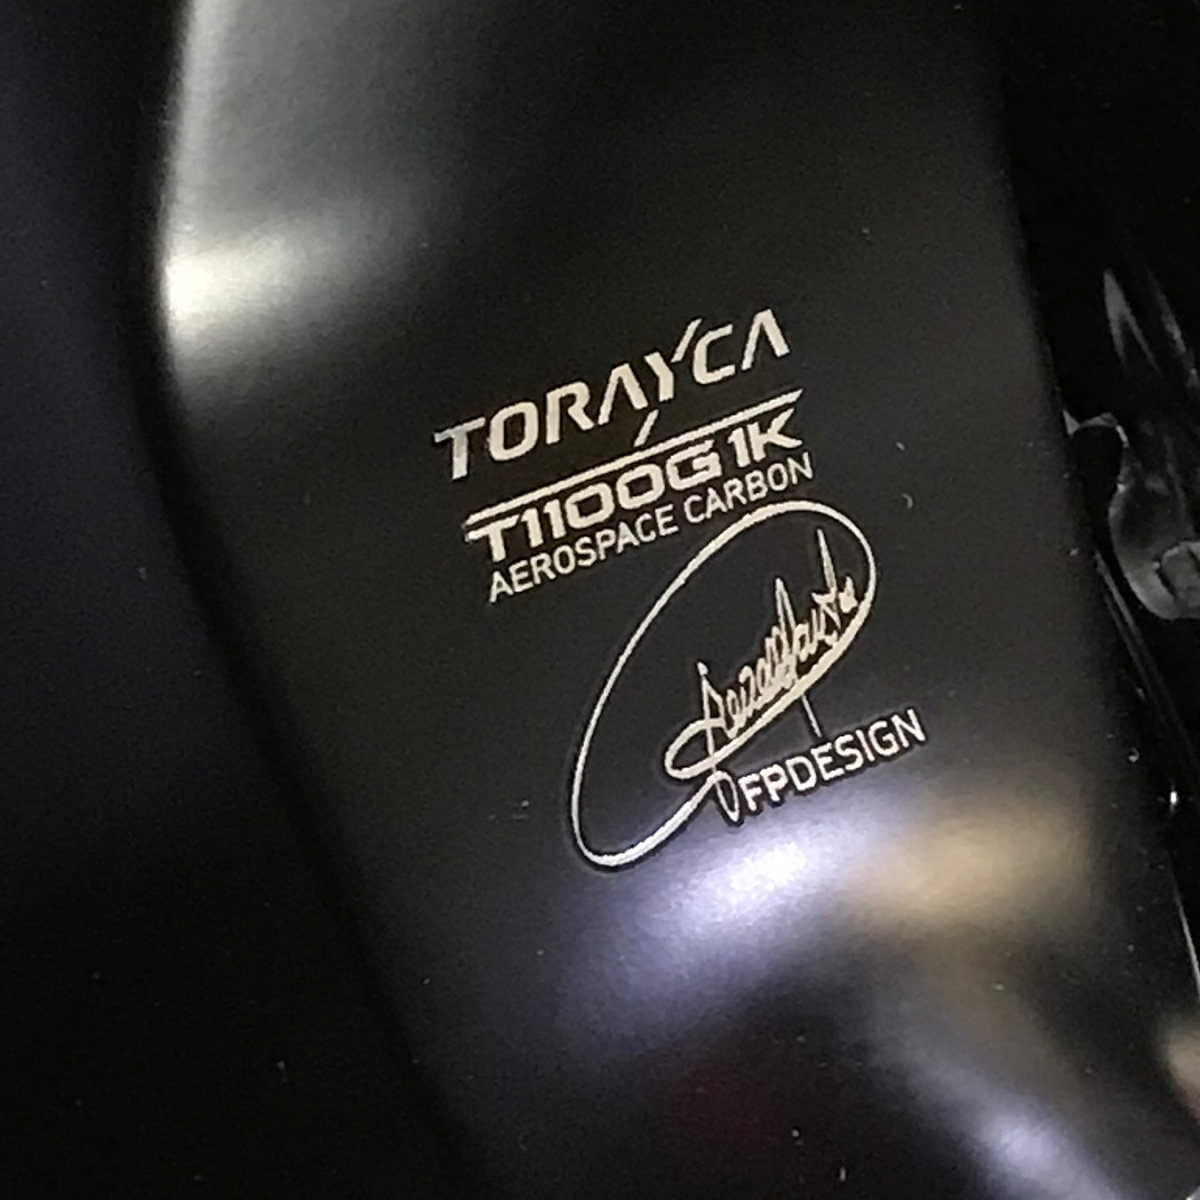 TORAYCA
T1100G 1K
AEROSPACE CARBON
FPDESIGN